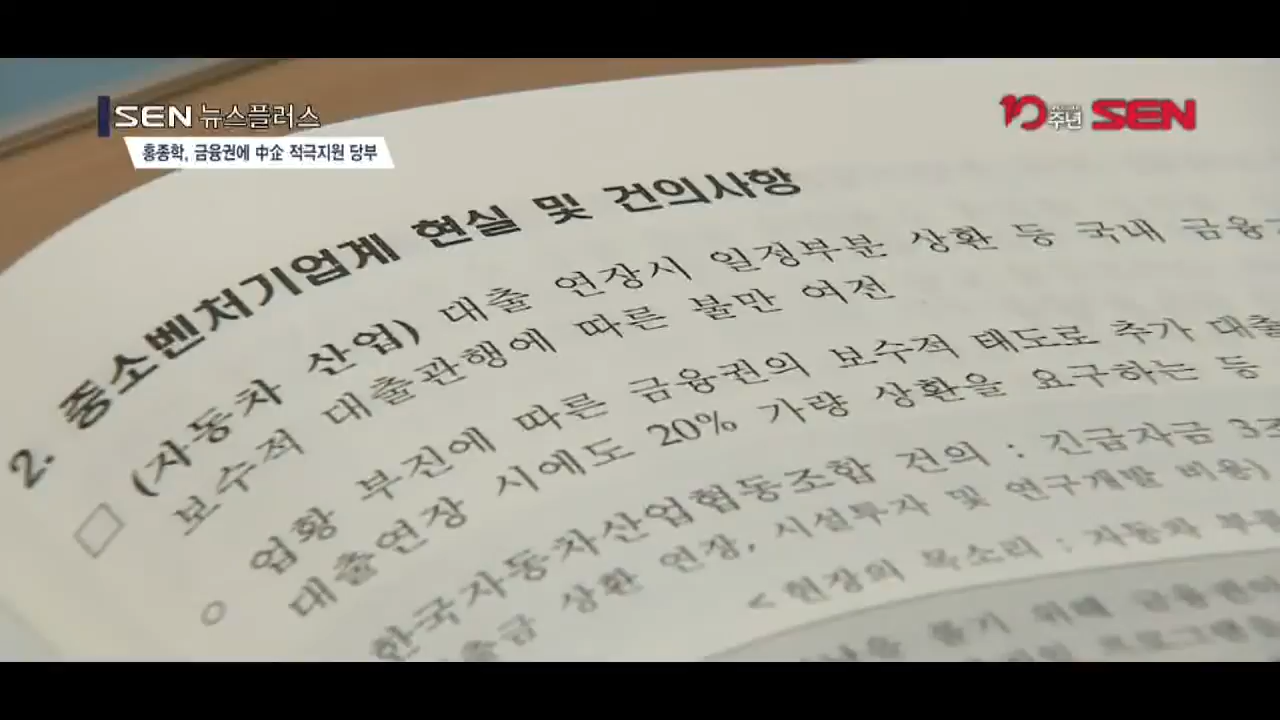 SEN 뉴스플러스
홍종학, 금융권에 中企 적극지원 당부
10주년 SEN
2. 중소벤처기업계 현실 및 건의사항
(자동차 산업) 대출 연장시 일정부분 상환 등 국내
보수적 대출관행에 따른 불만 여전
업황 부진에 따른 금융권의 보수적 태도로 추가 대출
대출연장 시에도 20% 가량 상환을 요구하는 등
한국자동차산업협동조합 건의 : 긴급자금
상환 연장, 시설투자 및 연구개발 비용)
<현장의 목소리 : 자동차
위해